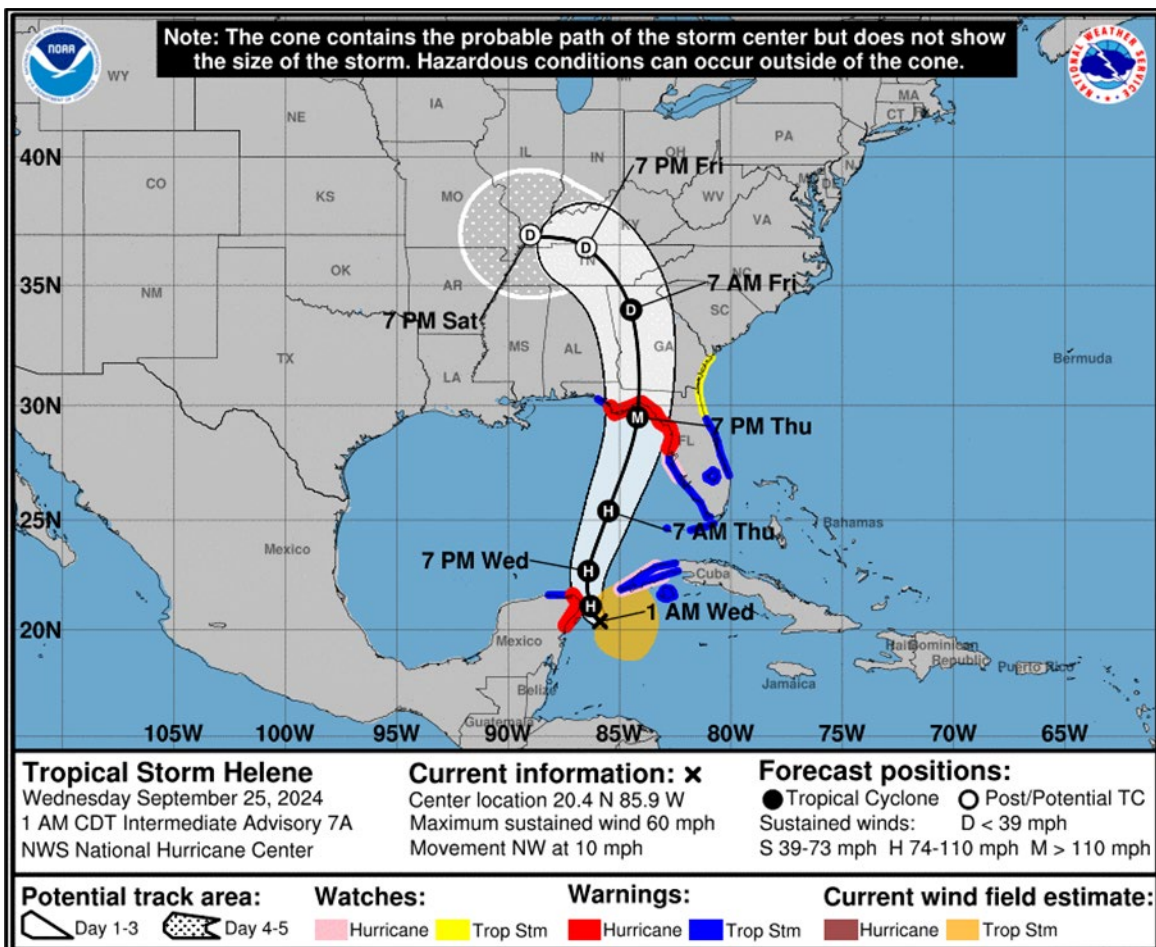 Note: The cone contains the probable path of the storm center but does not show
the size of the storm. Hazardous conditions can occur outside of the cone.
NOAA
NATIONAL WEATHER SERVICE
WY
IA
NE
MA
CT
PA
40N
IL
IN
OH
7 PM Fri
NJ
DE
CO
KS
MO
WV
VA
KY
D
D
OK
TN
NC
35N
NM
AR
7 AM Fri
D
SC
7 PM Sat
MS
AL
GA
TX
Bermuda
LA
30N
M
7 PM Thu
FL
25N
H
7 AM Thu
Bahamas
Mexico
7 PM Wed
H
Cuba
H
1 AM Wed
20N
Mexico
Haiti
Dominican
Republic
Puerto Rico
Jamaica
Belize
Guatemala
105W
100W
95W
90W
85W
80W
75W
70W
65W
Tropical Storm Helene
Wednesday September 25, 2024
1 AM CDT Intermediate Advisory 7A
NWS National Hurricane Center
Current information: ×
Center location 20.4 N 85.9 W
Maximum sustained wind 60 mph
Movement NW at 10 mph
Forecast positions:
Tropical Cyclone Post/Potential TC
Sustained winds: D < 39 mph
S 39-73 mph H 74-110 mph M > 110 mph
Potential track area:
Day 1-3 Day 4-5
Watches:
Hurricane Trop Stm
Warnings:
Hurricane Trop Stm
Current wind field estimate:
Hurricane Trop Stm